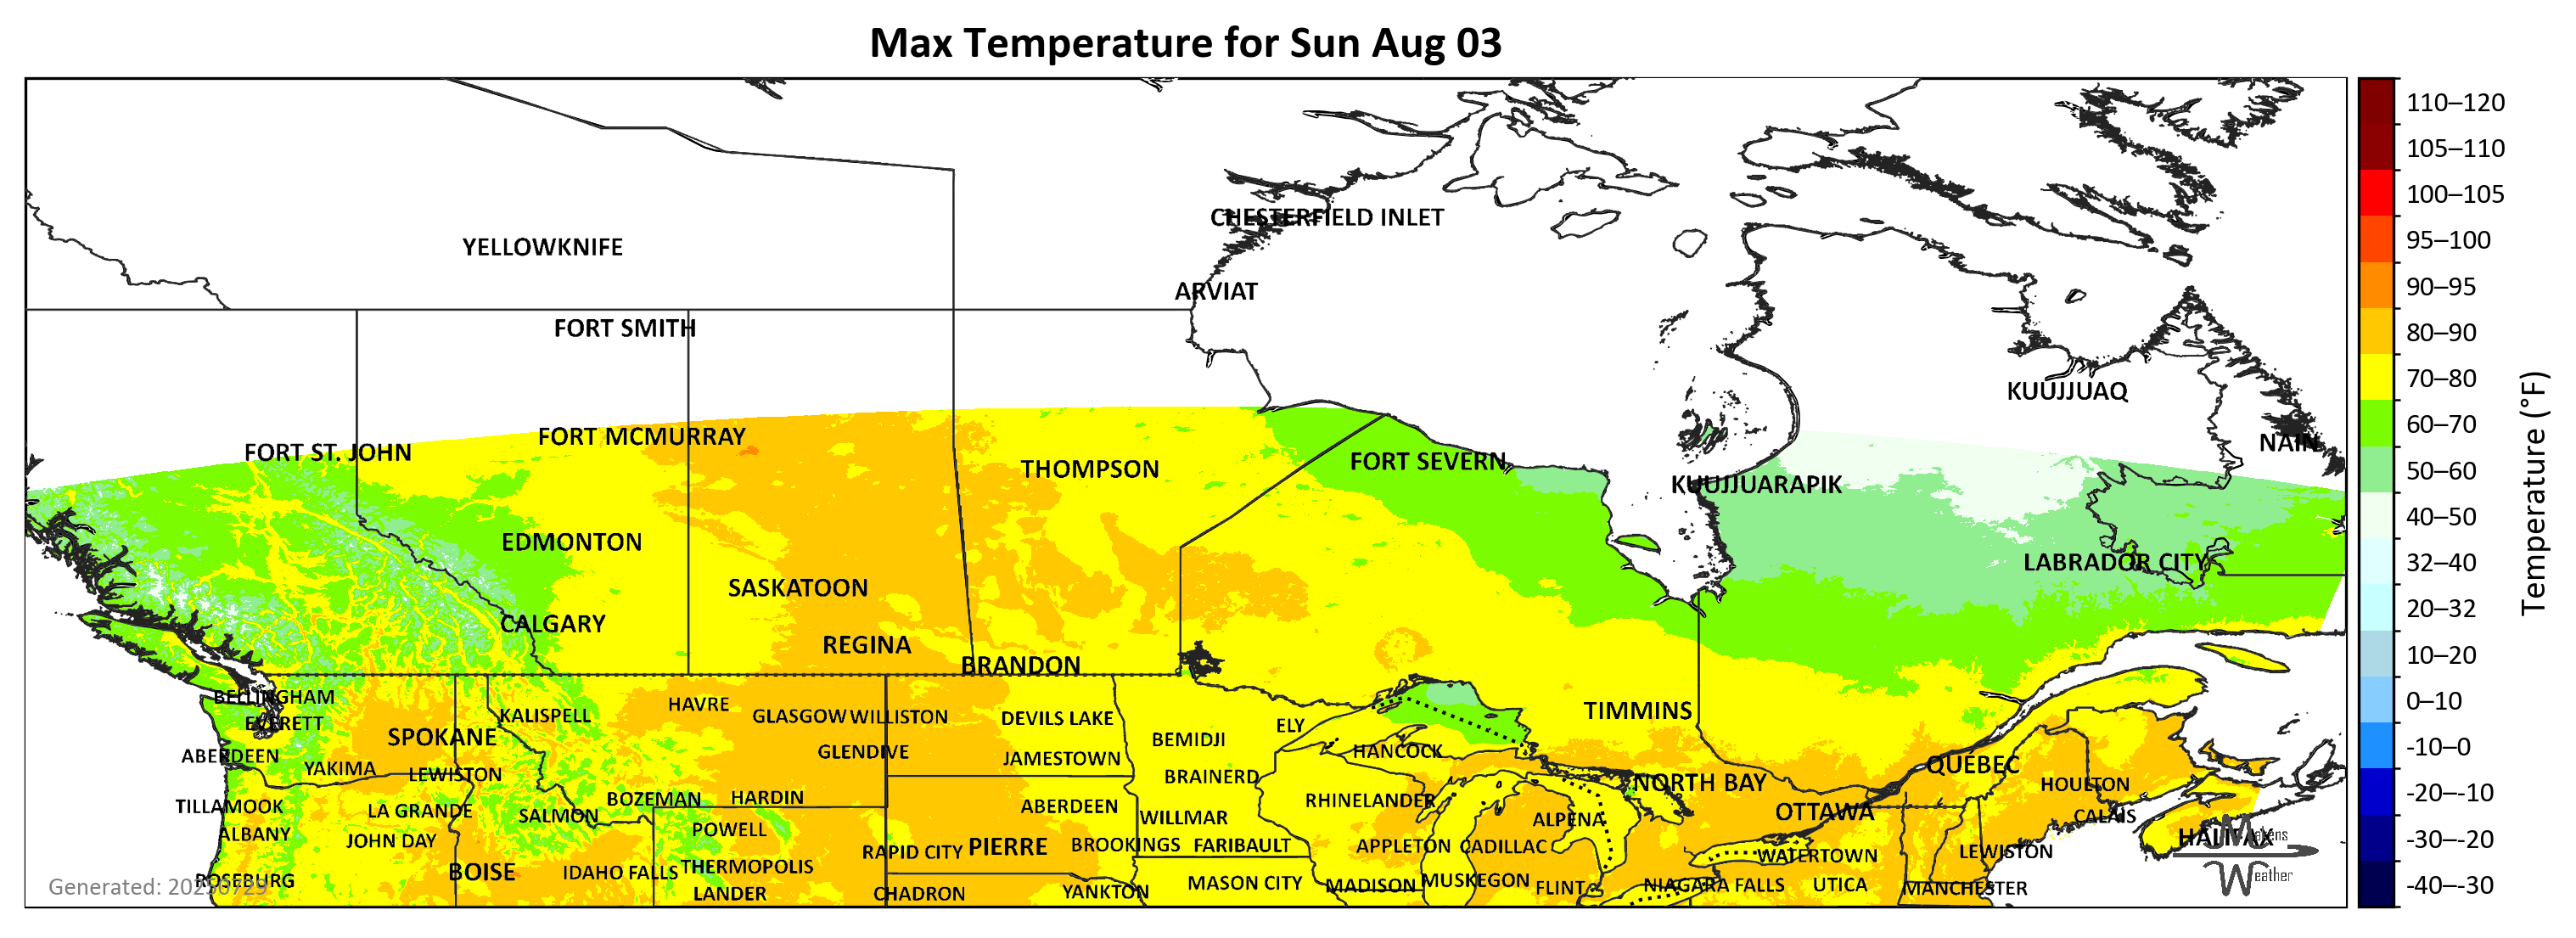 Max Temperature for Sun Aug 03
110–120
105–110
100–105
95–100
90–95
80–90
70–80
60–70
50–60
40–50
32–40
20–32
10–20
0–10
-10–0
-20–-10
-30–-20
-40–-30
Temperature (°F)
CHESTERFIELD INLET
YELLOWKNIFE
ARVIAT
FORT SMITH
KUUJJUAQ
FORT MCMURRAY
NAIN
FORT ST. JOHN
FORT SEVERN
THOMPSON
KUUJJUARAPIK
EDMONTON
LABRADOR CITY
SASKATOON
CALGARY
REGINA
BRANDON
BELLINGHAM
HAVRE
TIMMINS
KALISPELL
GLASGOW
WILLISTON
DEVILS LAKE
EVERETT
ELY
SPOKANE
BEMIDJI
GLENDIVE
HANCOCK
ABERDEEN
JAMESTOWN
QUÉBEC
YAKIMA
LEWISTON
BRAINERD
NORTH BAY
HOULTON
BOZEMAN
HARDIN
RHINELANDER
TILLAMOOK
ABERDEEN
LA GRANDE
OTTAWA
SALMON
CALAIS
WILLMAR
ALPENA
POWELL
ALBANY
HALIFAX
Makens
JOHN DAY
BROOKINGS
FARIBAULT
APPLETON
CADILLAC
PIERRE
RAPID CITY
LEWISTON
WATERTOWN
THERMOPOLIS
BOISE
IDAHO FALLS
Weather
ROSEBURG
MUSKEGON
MASON CITY
MADISON
NIAGARA FALLS
UTICA
FLINT
MANCHESTER
YANKTON
LANDER
CHADRON
Generated: 20250729